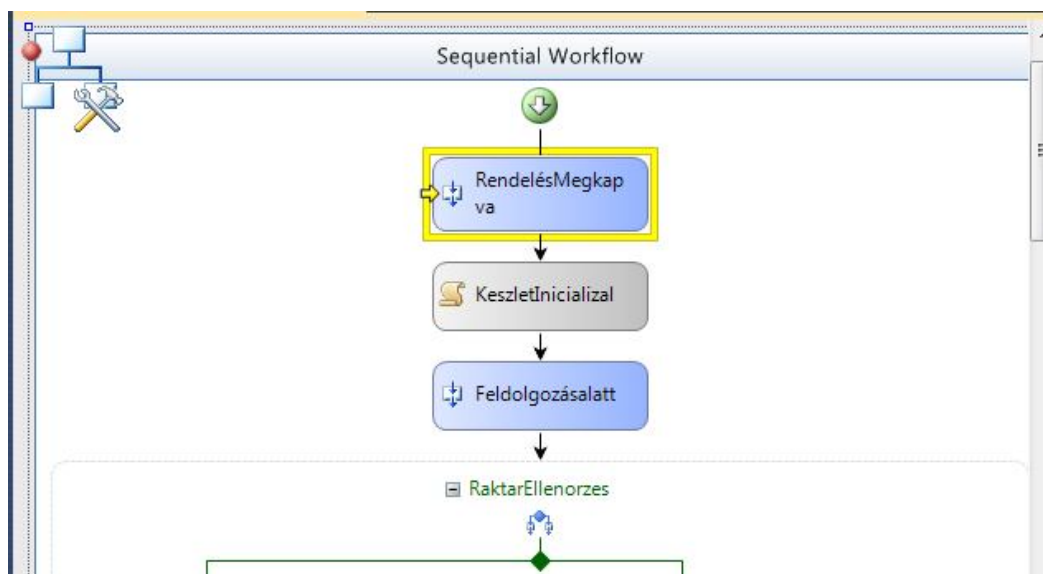 Sequential Workflow
RendelésMegkap
va
KeszletInicializal
Feldolgozásalatt
RaktarEllenorzes